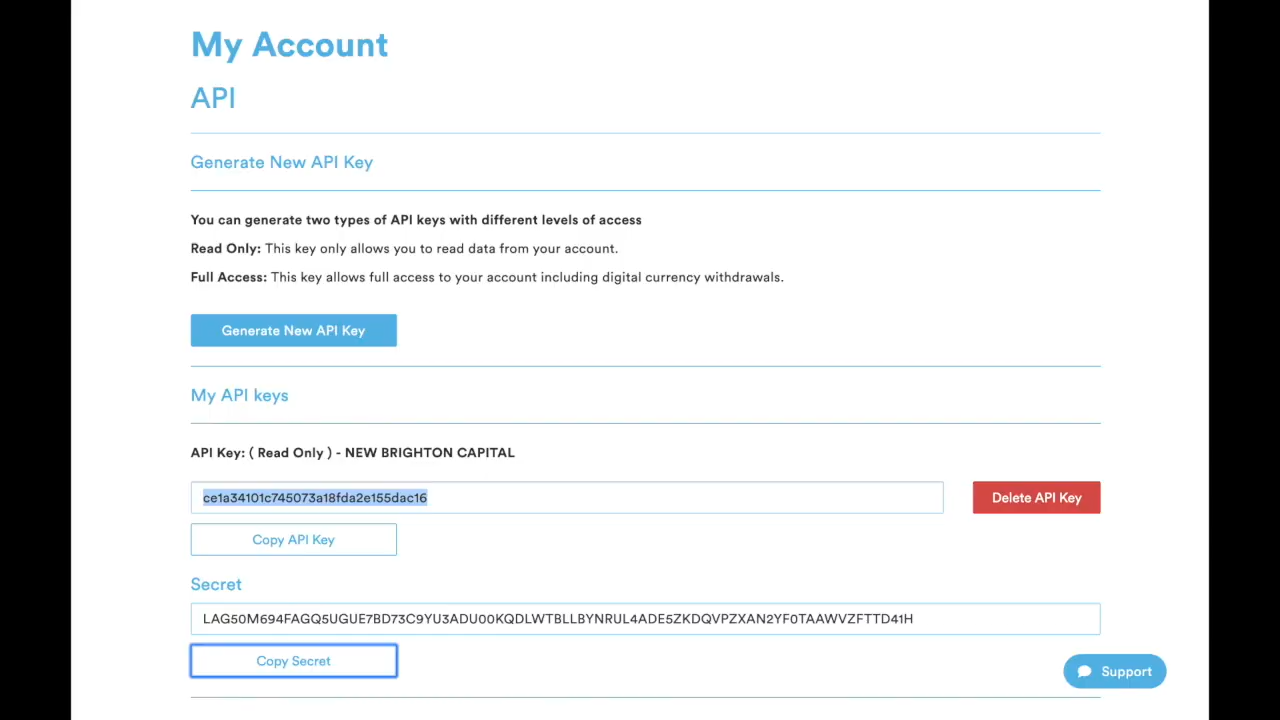 My Account
API
Generate New API Key
You can generate two types of API keys with different levels of access
Read Only: This key only allows you to read data from your account.
Full Access: This key allows full access to your account including digital currency withdrawals.
Generate New API Key
My API keys
API Key: ( Read Only ) - NEW BRIGHTON CAPITAL
ce1a34101c745073a18fda2e155dac16
Delete API Key
Copy API Key
Secret
LAG50M694FAGQ5UGUE7BD73C9YU3ADU00KQDLWTBLLBYNRUL4ADE5ZKDQVPZXAN2YF0TAAWVZFTTD41H
Copy Secret
Support